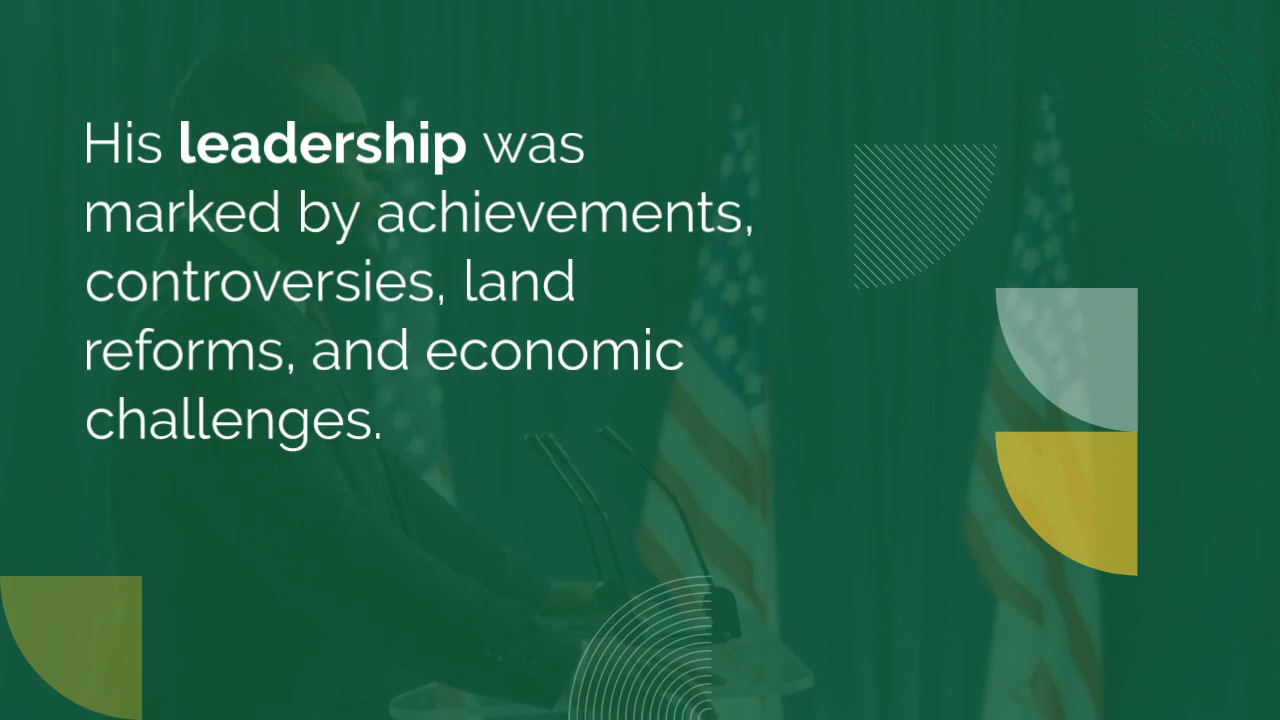 His leadership was
marked by achievements,
controversies, land
reforms, and economic
challenges.